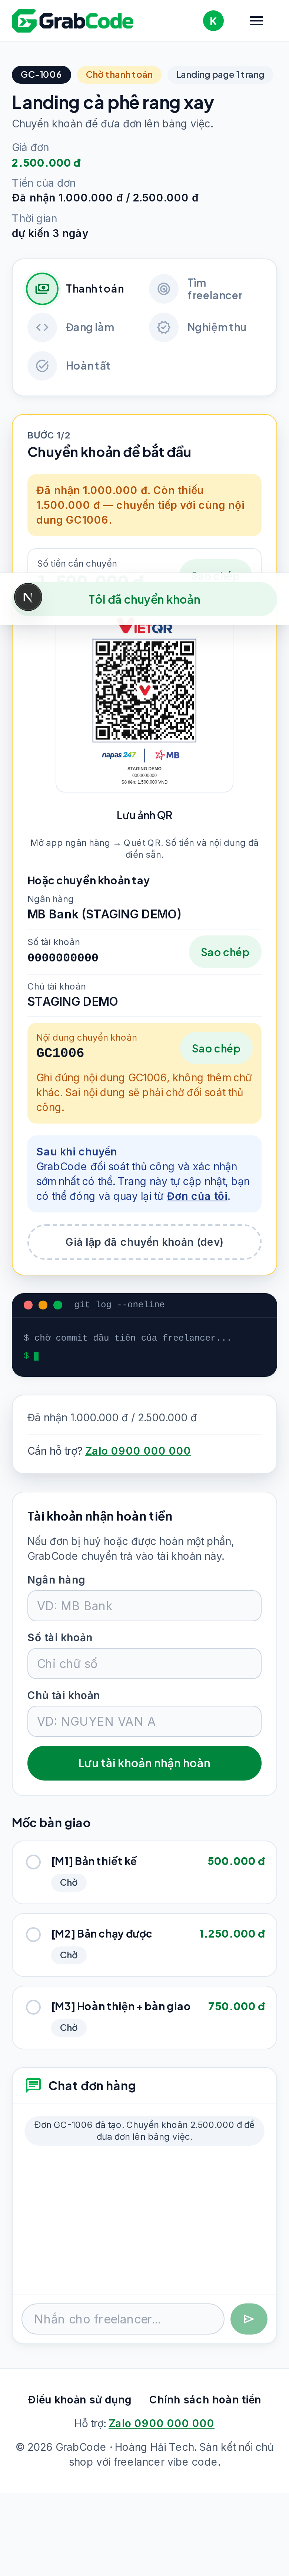 GrabCode
K
GC-1006
Chờ thanh toán
Landing page 1 trang
Landing cà phê rang xay
Chuyển khoản để đưa đơn lên bảng việc.
Giá đơn
2.500.000 đ
Tiền của đơn
Đã nhận 1.000.000 đ / 2.500.000 đ
Thời gian
dự kiến 3 ngày
Thanh toán
Tìm
freelancer
Đang làm
Nghiệm thu
Hoàn tất
BƯỚC 1/2
Chuyển khoản để bắt đầu
Đã nhận 1.000.000 đ. Còn thiếu
1.500.000 đ — chuyển tiếp với cùng nội
dung GC1006.
Số tiền cần chuyển
N
Tôi đã chuyển khoản
VIETQR
napas 247
MB
STAGING DEMO
0000000000
Số tiền: 1.500.000 VND
Lưu ảnh QR
Mở app ngân hàng → Quét QR. Số tiền và nội dung đã
điền sẵn.
Hoặc chuyển khoản tay
Ngân hàng
MB Bank (STAGING DEMO)
Số tài khoản
0000000000
Sao chép
Chủ tài khoản
STAGING DEMO
Nội dung chuyển khoản
GC1006
Sao chép
Ghi đúng nội dung GC1006, không thêm chữ
khác. Sai nội dung sẽ phải chờ đối soát thủ
công.
Sau khi chuyển
GrabCode đối soát thủ công và xác nhận
sớm nhất có thể. Trang này tự cập nhật, bạn
có thể đóng và quay lại từ Đơn của tôi.
Giả lập đã chuyển khoản (dev)
git log --oneline
$ chờ commit đầu tiên của freelancer...
$
Đã nhận 1.000.000 đ / 2.500.000 đ
Cần hỗ trợ? Zalo 0900 000 000
Tài khoản nhận hoàn tiền
Nếu đơn bị huỷ hoặc được hoàn một phần,
GrabCode chuyển trả vào tài khoản này.
Ngân hàng
VD: MB Bank
Số tài khoản
Chỉ chữ số
Chủ tài khoản
VD: NGUYEN VAN A
Lưu tài khoản nhận hoàn
Mốc bàn giao
[M1] Bản thiết kế
500.000 đ
Chờ
[M2] Bản chạy được
1.250.000 đ
Chờ
[M3] Hoàn thiện + bàn giao
750.000 đ
Chờ
Chat đơn hàng
Đơn GC-1006 đã tạo. Chuyển khoản 2.500.000 đ để
đưa đơn lên bảng việc.
Nhắn cho freelancer...
Điều khoản sử dụng
Chính sách hoàn tiền
Hỗ trợ: Zalo 0900 000 000
© 2026 GrabCode · Hoàng Hải Tech. Sàn kết nối chủ
shop với freelancer vibe code.